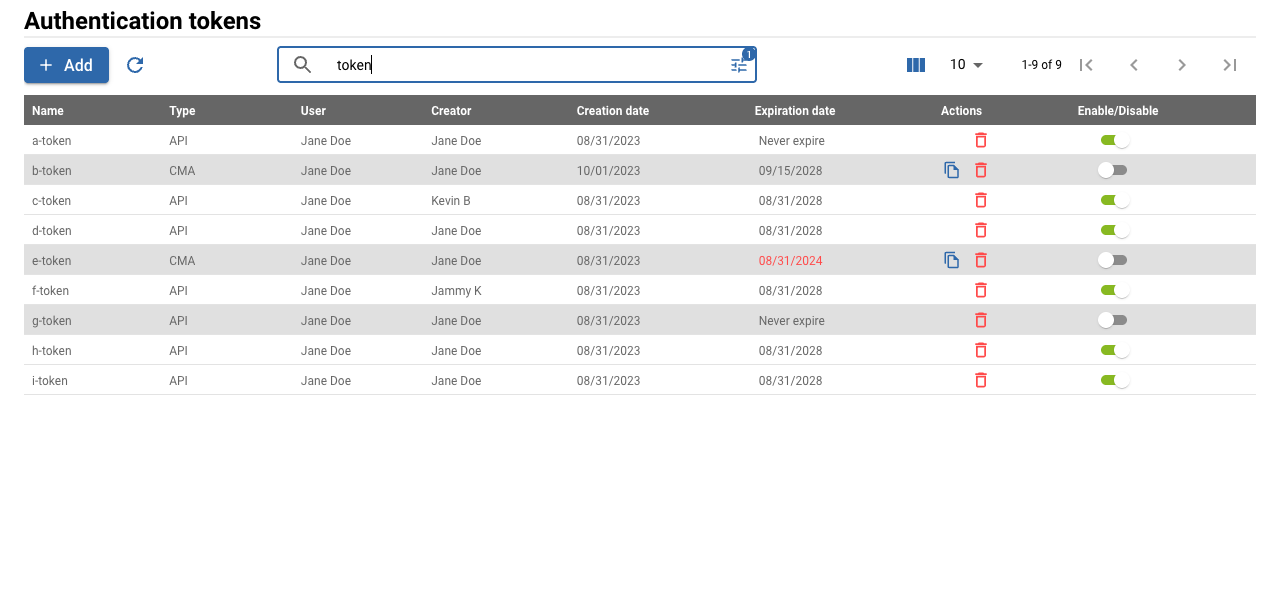 Authentication tokens
Add
token
1
10
1-9 of 9
Name Type User Creator Creation date Expiration date Actions Enable/Disable
a-token API Jane Doe Jane Doe 08/31/2023 Never expire
b-token CMA Jane Doe Jane Doe 10/01/2023 09/15/2028
c-token API Jane Doe Kevin B 08/31/2023 08/31/2028
d-token API Jane Doe Jane Doe 08/31/2023 08/31/2028
e-token CMA Jane Doe Jane Doe 08/31/2023 08/31/2024
f-token API Jane Doe Jammy K 08/31/2023 08/31/2028
g-token API Jane Doe Jane Doe 08/31/2023 Never expire
h-token API Jane Doe Jane Doe 08/31/2023 08/31/2028
i-token API Jane Doe Jane Doe 08/31/2023 08/31/2028